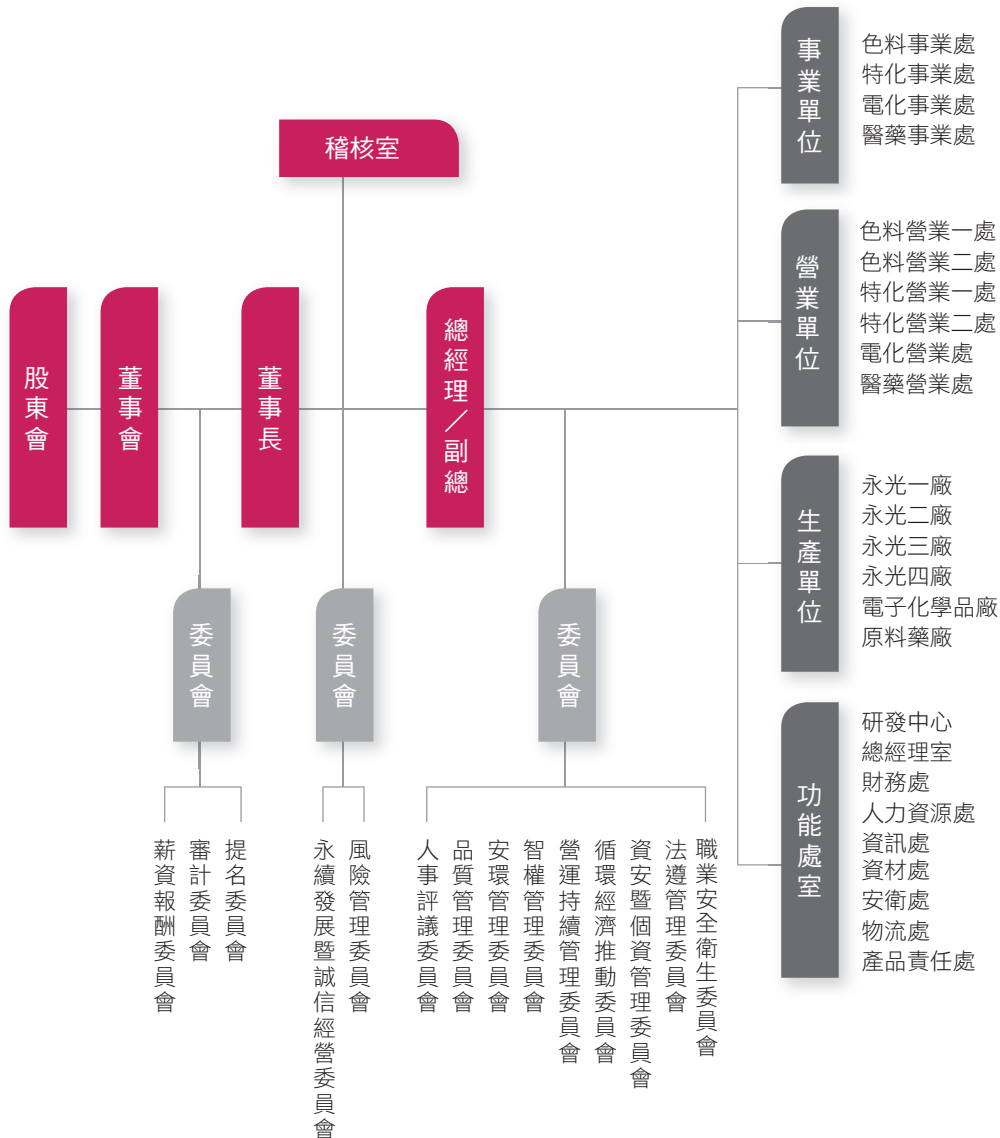 稽核室
股東會
董事會
董事長
總經理／副總
委員會
薪資報酬委員會
審計委員會
提名委員會
委員會
永續發展暨誠信經營委員會
風險管理委員會
委員會
人事評議委員會
品質管理委員會
安環管理委員會
智權管理委員會
營運持續管理委員會
循環經濟推動委員會
資安暨個資管理委員會
法遵管理委員會
職業安全衛生委員會
事業單位
色料事業處
特化事業處
電化事業處
醫藥事業處
營業單位
色料營業一處
色料營業二處
特化營業一處
特化營業二處
電化營業處
醫藥營業處
生產單位
永光一廠
永光二廠
永光三廠
永光四廠
電子化學品廠
原料藥廠
功能處室
研發中心
總經理室
財務處
人力資源處
資訊處
資材處
安衛處
物流處
產品責任處